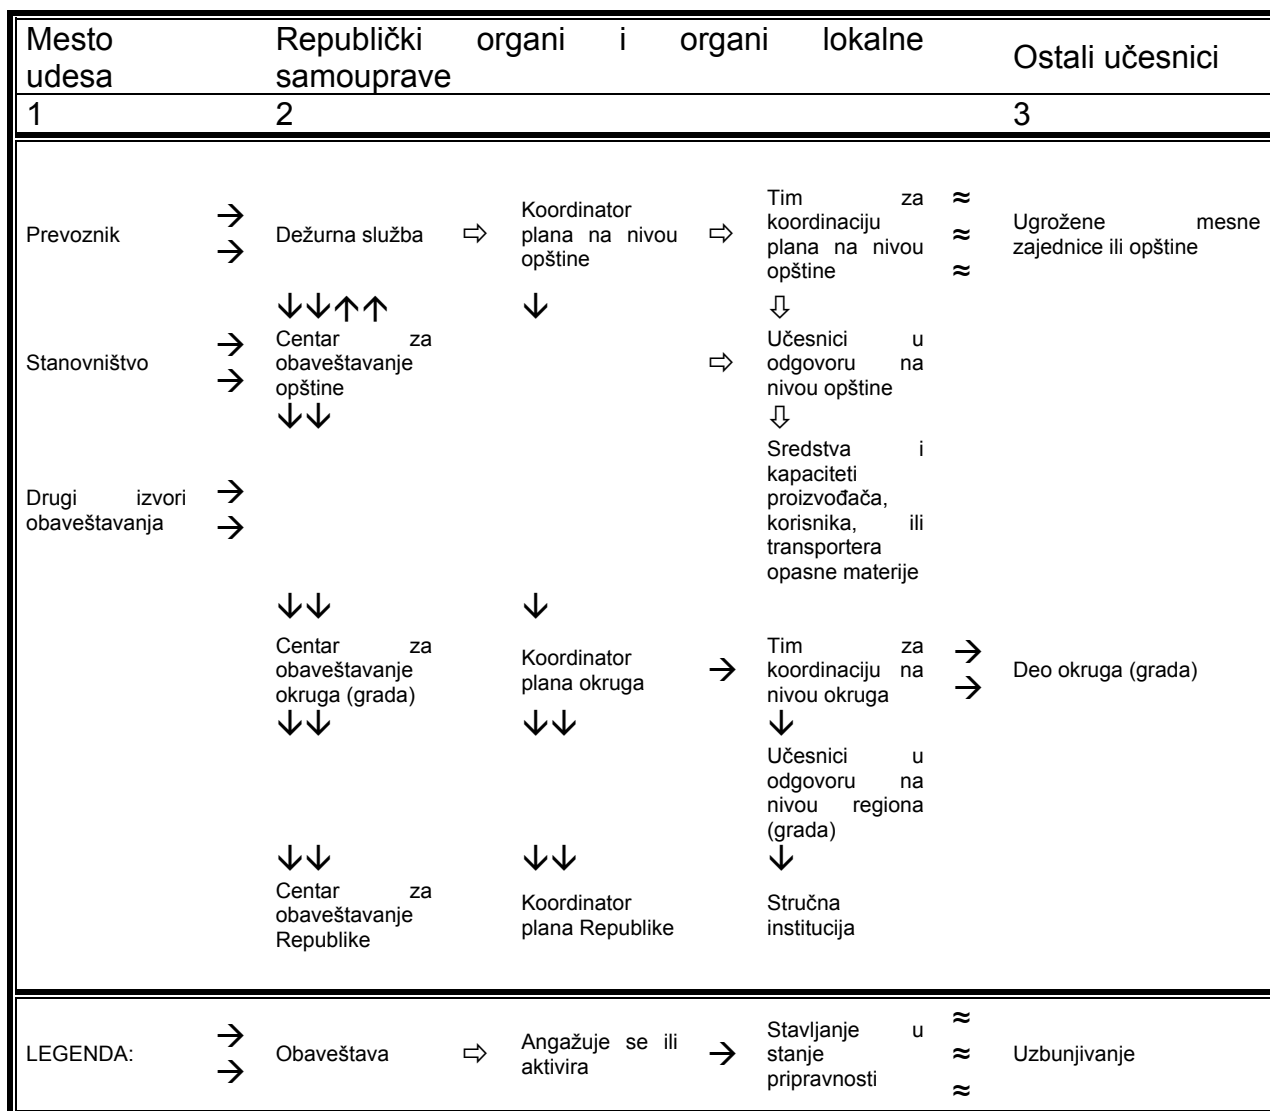 Mesto
udesa
Republički organi i organi lokalne
samouprave
Ostali učesnici
1
2
3
Prevoznik
→
→
Dežurna služba
⇨
Koordinator
plana na nivou
opštine
⇨
Tim za
koordinaciju
plana na nivou
opštine
≈
≈
≈
Ugrožene mesne
zajednice ili opštine
↓↓↑↑
↓
⇩
Stanovništvo
→
→
Centar za
obaveštavanje
opštine
⇨
Učesnici u
odgovoru na
nivou opštine
↓↓
⇩
Drugi izvori
obaveštavanja
→
→
Sredstva i
kapaciteti
proizvođača,
korisnika, ili
transportera
opasne materije
↓↓
↓
Centar za
obaveštavanje
okruga (grada)
Koordinator
plana okruga
→
Tim za
koordinaciju na
nivou okruga
→
→
Deo okruga (grada)
↓↓
↓↓
↓
Učesnici u
odgovoru na
nivou regiona
(grada)
↓↓
↓↓
↓
Centar za
obaveštavanje
Republike
Koordinator
plana Republike
Stručna
institucija
LEGENDA:
→
→
Obaveštava
⇨
Angažuje se ili
aktivira
→
Stavljanje u
stanje
pripravnosti
≈
≈
≈
Uzbunjivanje